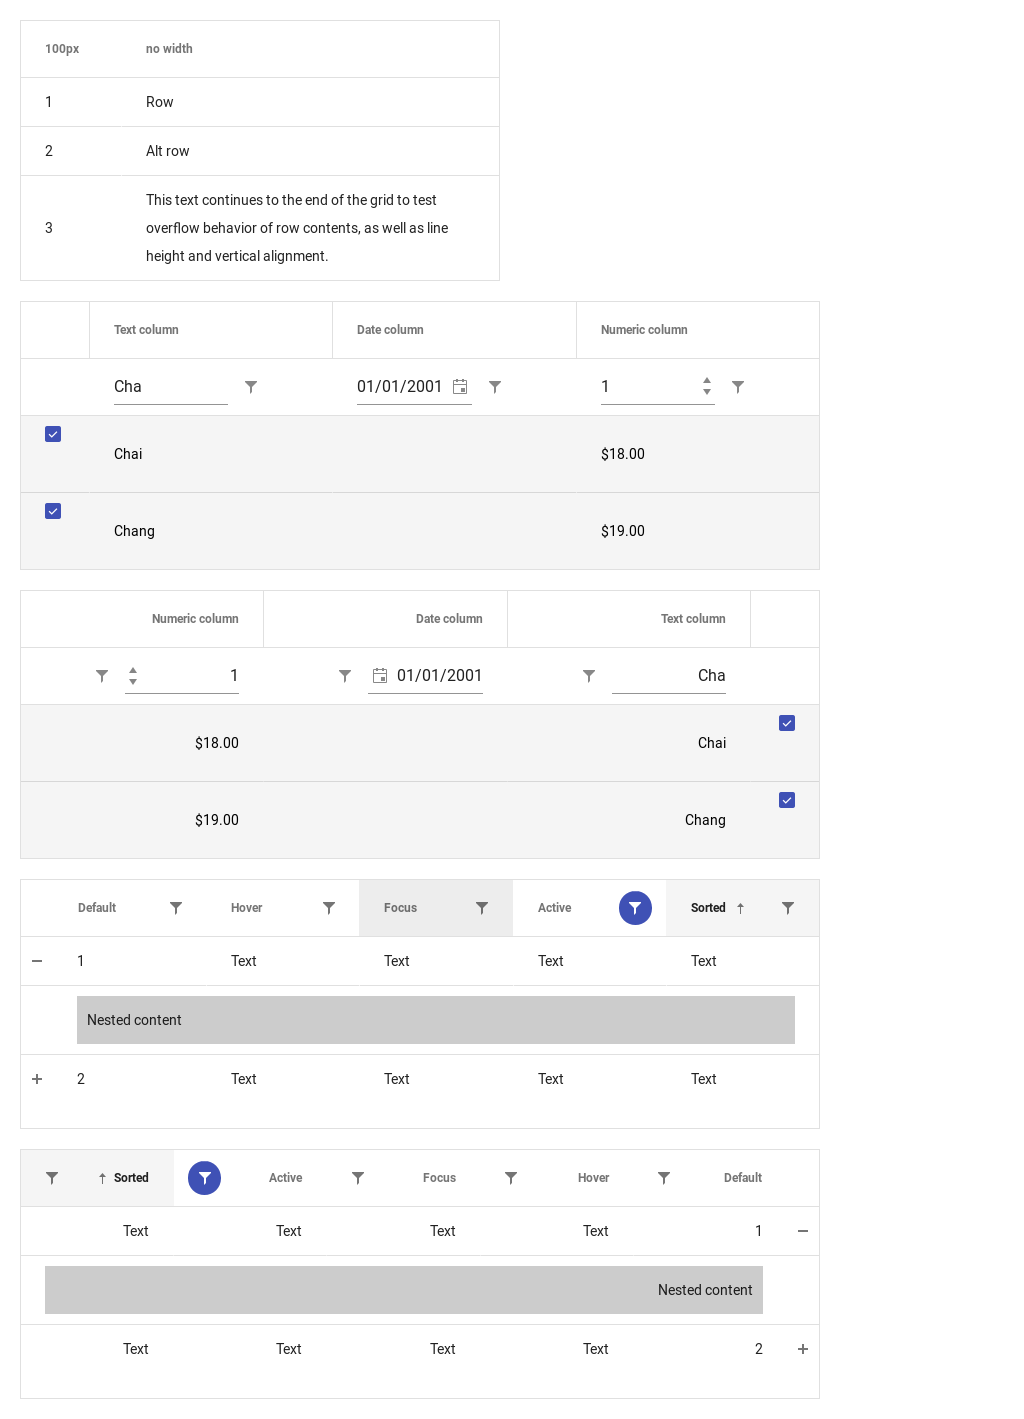 100px no width
1 Row
2 Alt row
This text continues to the end of the grid to test
3 overflow behavior of row contents, as well as line
height and vertical alignment.
Text column Date column Numeric column
Cha 01/01/2001 1
Chai $18.00
Chang $19.00
Numeric column Date column Text column
1 01/01/2001 Cha
$18.00 Chai
$19.00 Chang
Default Hover Focus Active Sorted
1 Text Text Text Text
Nested content
2 Text Text Text Text
Sorted Active Focus Hover Default
Text Text Text Text 1
Nested content
Text Text Text Text 2